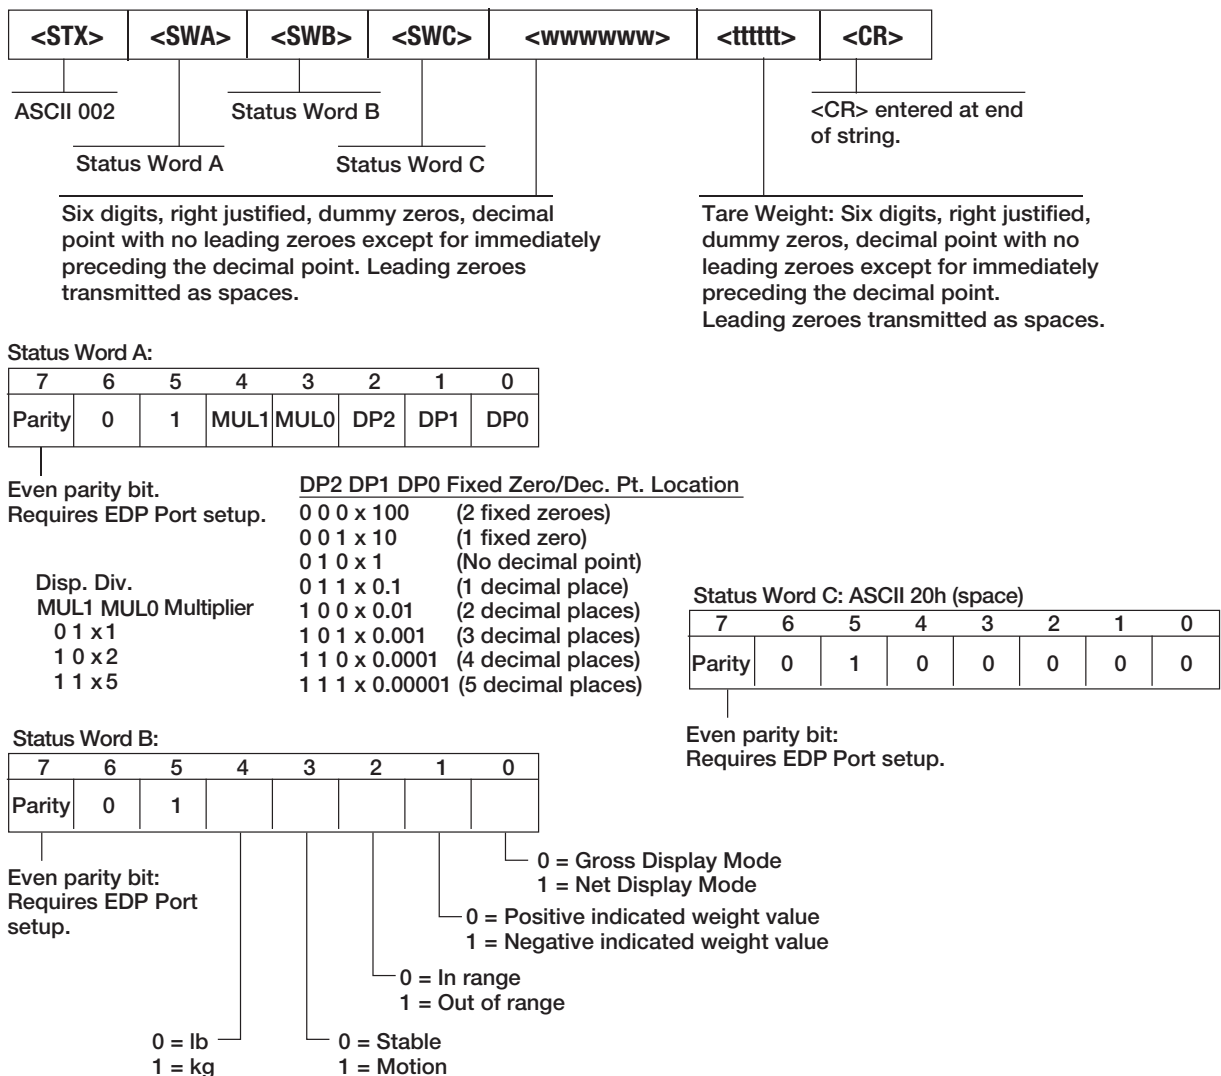 <STX> <SWA> <SWB> <SWC> <wwwwww> <tttttt> <CR>
ASCII 002
Status Word A
Status Word B
Status Word C
<CR> entered at end
of string.
Six digits, right justified, dummy zeros, decimal
point with no leading zeroes except for immediately
preceding the decimal point. Leading zeroes
transmitted as spaces.
Tare Weight: Six digits, right justified,
dummy zeros, decimal point with no
leading zeroes except for immediately
preceding the decimal point.
Leading zeroes transmitted as spaces.
Status Word A:
7 6 5 4 3 2 1 0
Parity 0 1 MUL1 MUL0 DP2 DP1 DP0
Even parity bit.
Requires EDP Port setup.
Disp. Div.
MUL1 MUL0 Multiplier
0 1 x 1
1 0 x 2
1 1 x 5
DP2 DP1 DP0 Fixed Zero/Dec. Pt. Location
0 0 0 x 100 (2 fixed zeroes)
0 0 1 x 10 (1 fixed zero)
0 1 0 x 1 (No decimal point)
0 1 1 x 0.1 (1 decimal place)
1 0 0 x 0.01 (2 decimal places)
1 0 1 x 0.001 (3 decimal places)
1 1 0 x 0.0001 (4 decimal places)
1 1 1 x 0.00001 (5 decimal places)
Status Word C: ASCII 20h (space)
7 6 5 4 3 2 1 0
Parity 0 1 0 0 0 0 0
Even parity bit:
Requires EDP Port setup.
Status Word B:
7 6 5 4 3 2 1 0
Parity 0 1
Even parity bit:
Requires EDP Port
setup.
0 = Gross Display Mode
1 = Net Display Mode
0 = Positive indicated weight value
1 = Negative indicated weight value
0 = In range
1 = Out of range
0 = Stable
1 = Motion
0 = lb
1 = kg